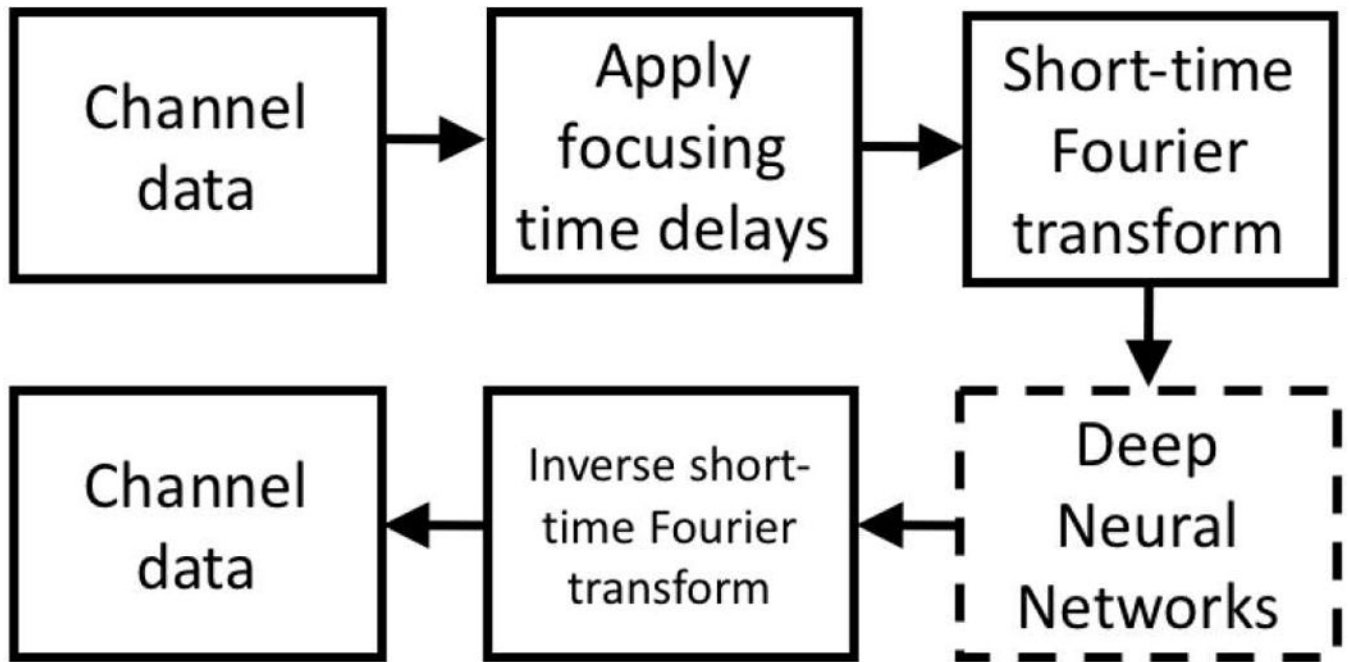 Channel
data
Apply
focusing
time delays
Short-time
Fourier
transform
Channel
data
Inverse short-
time Fourier
transform
Deep
Neural
Networks